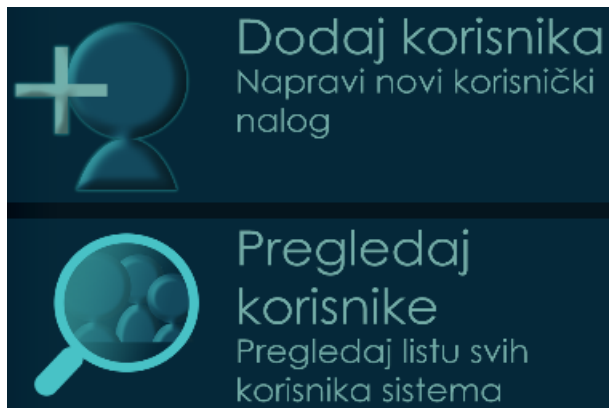 Dodaj korisnika
Napravi novi korisnički
nalog
Pregledaj
korisnike
Pregledaj listu svih
korisnika sistema